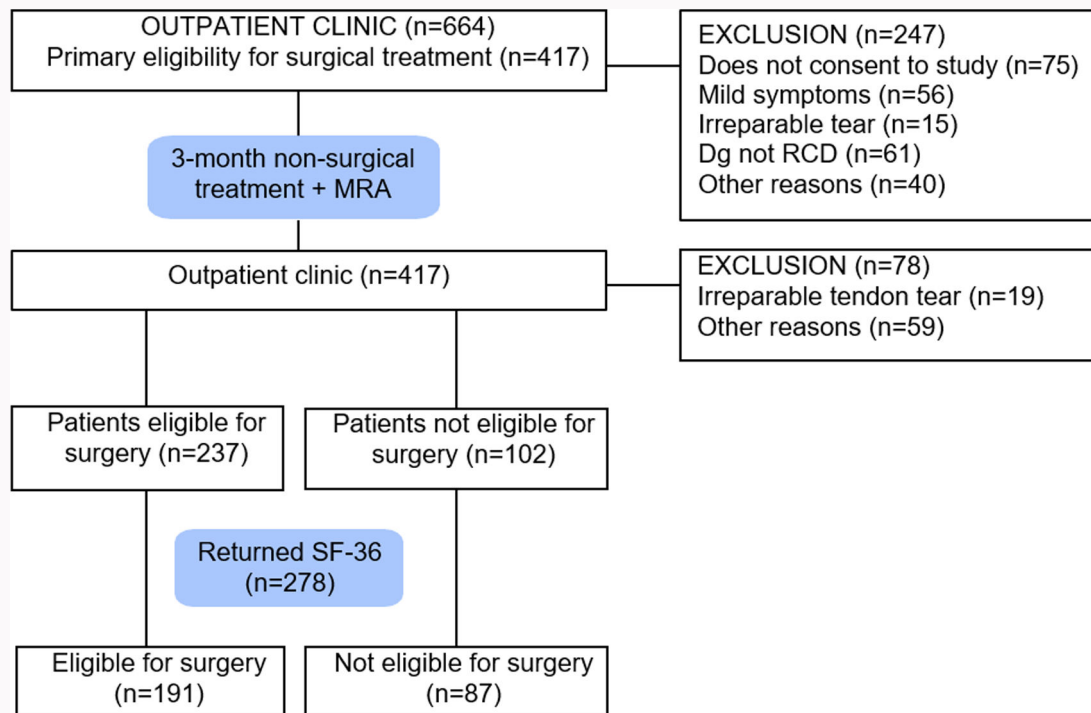 OUTPATIENT CLINIC (n=664)
Primary eligibility for surgical treatment (n=417)
EXCLUSION (n=247)
Does not consent to study (n=75)
Mild symptoms (n=56)
Irreparable tear (n=15)
Dg not RCD (n=61)
Other reasons (n=40)
3-month non-surgical
treatment + MRA
Outpatient clinic (n=417)
EXCLUSION (n=78)
Irreparable tendon tear (n=19)
Other reasons (n=59)
Patients eligible for
surgery (n=237)
Patients not eligible for
surgery (n=102)
Returned SF-36
(n=278)
Eligible for surgery
(n=191)
Not eligible for surgery
(n=87)